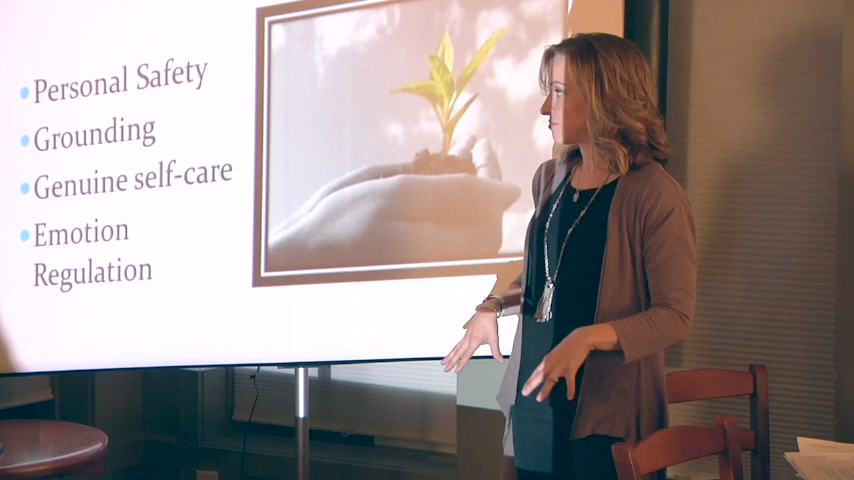 •Personal Safety
•Grounding
•Genuine self-care
•Emotion
Regulation